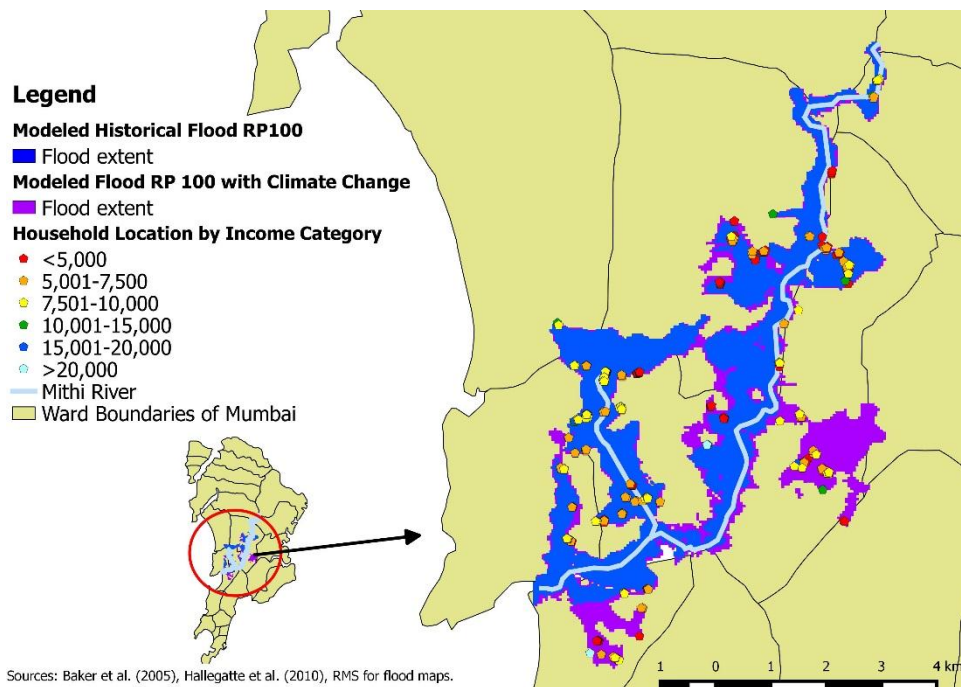 Legend
Modeled Historical Flood RP100
Flood extent
Modeled Flood RP 100 with Climate Change
Flood extent
Household Location by Income Category
<5,000
5,001-7,500
7,501-10,000
10,001-15,000
15,001-20,000
>20,000
Mithi River
Ward Boundaries of Mumbai
1 0 1 2 3 4 km
Sources: Baker et al. (2005), Hallegatte et al. (2010), RMS for flood maps.